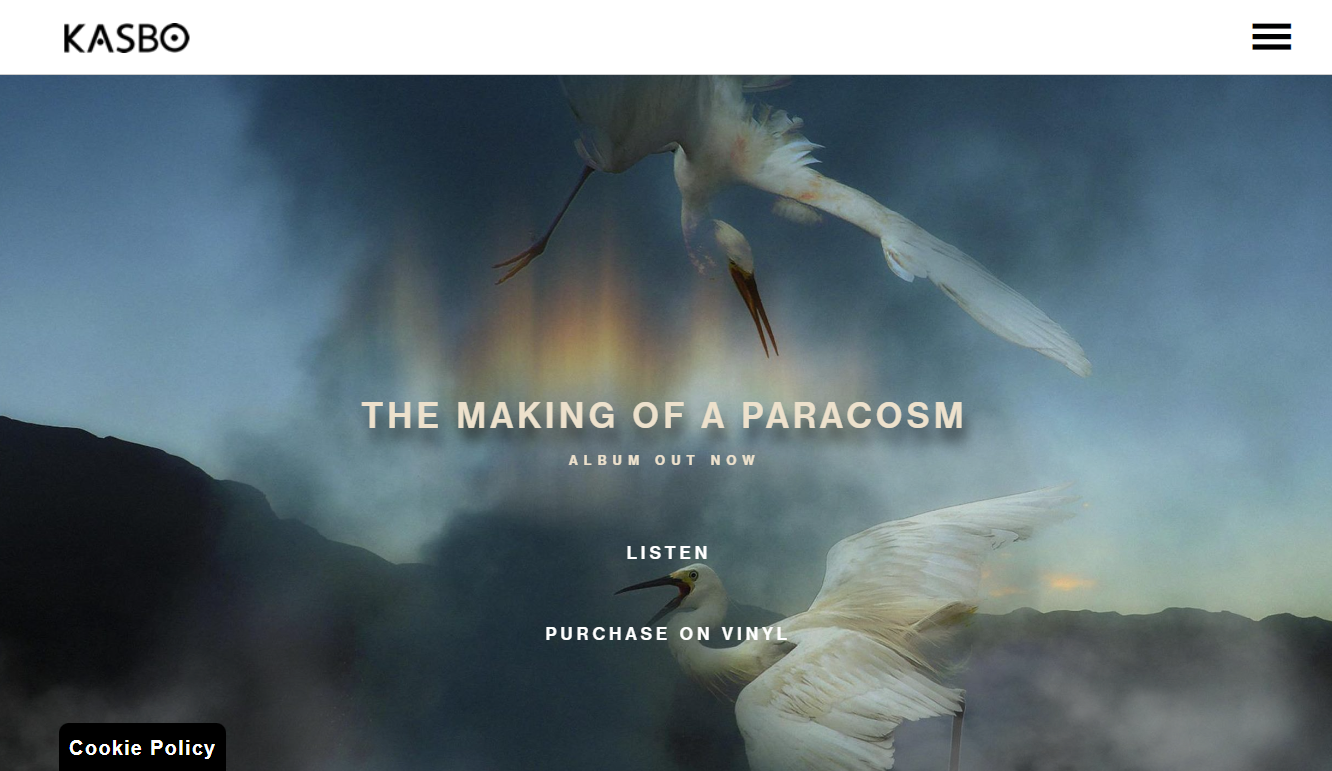 KASBO
THE MAKING OF A PARACOSM
ALBUM OUT NOW
LISTEN
PURCHASE ON VINYL
Cookie Policy